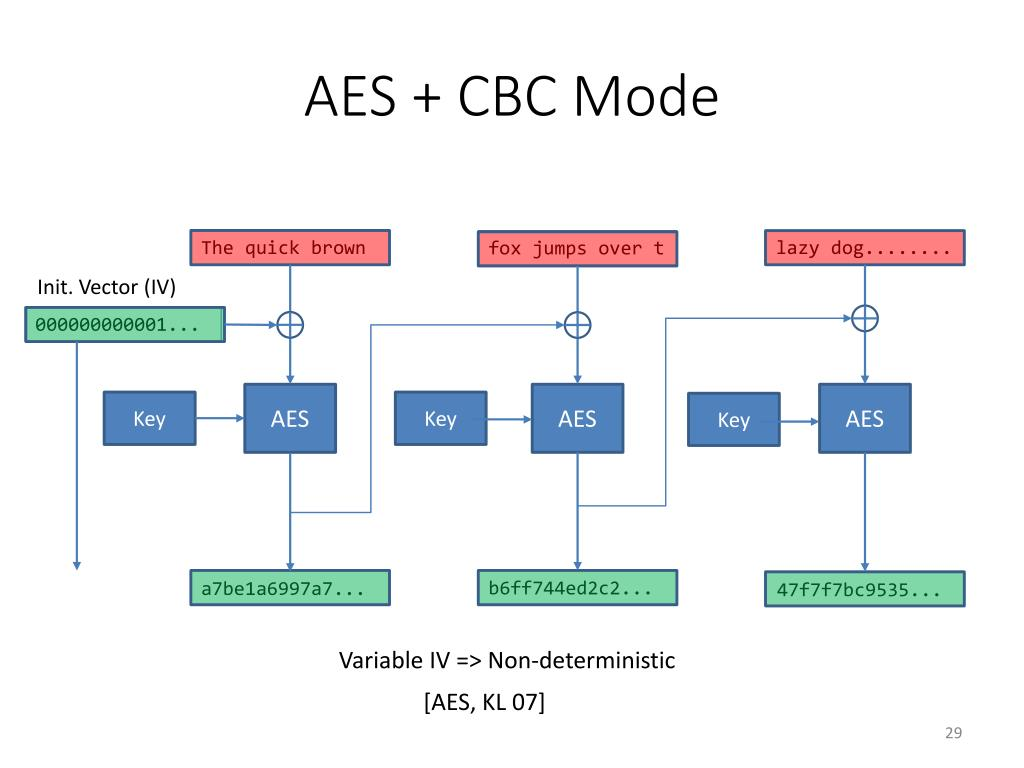 AES + CBC Mode
The quick brown
fox jumps over t
lazy dog........
Init. Vector (IV)
000000000001...
Key
AES
Key
AES
Key
AES
a7be1a6997a7...
b6ff744ed2c2...
47f7f7bc9535...
Variable IV => Non-deterministic
[AES, KL 07]
29